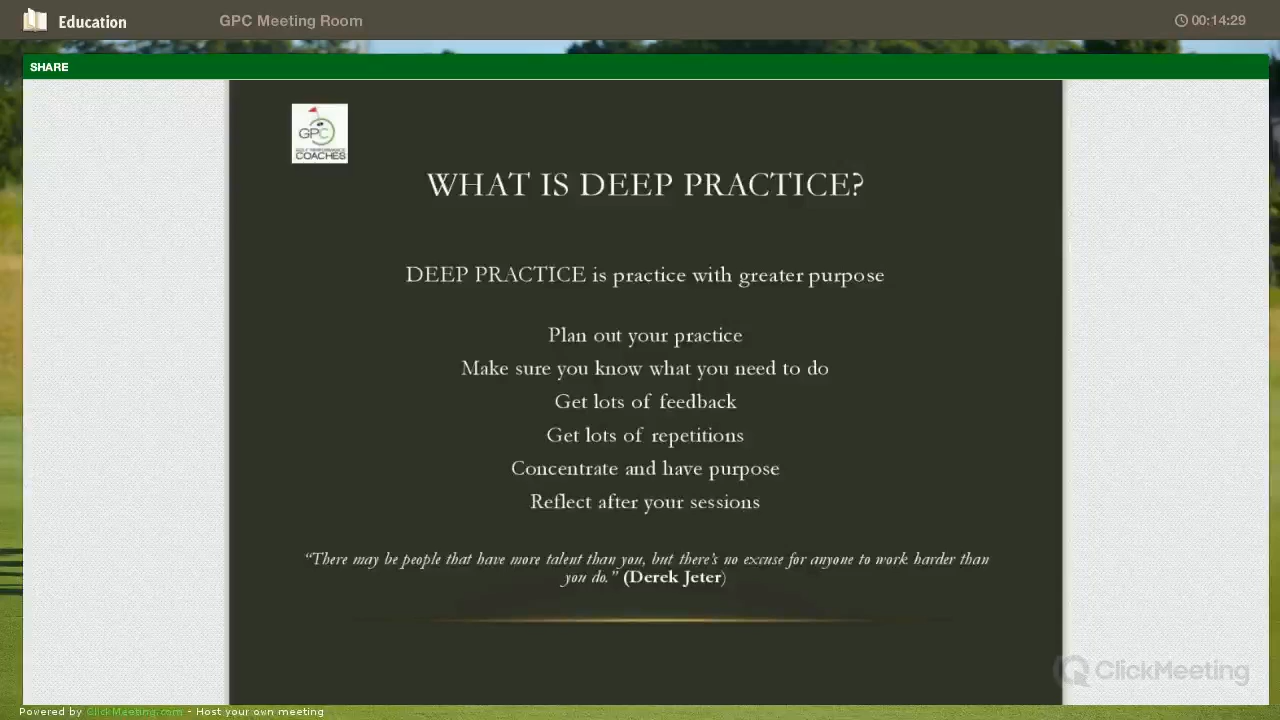 Education
GPC Meeting Room
00:14:29
SHARE
GPC
COACHES
WHAT IS DEEP PRACTICE?
DEEP PRACTICE is practice with greater purpose
Plan out your practice
Make sure you know what you need to do
Get lots of feedback
Get lots of repetitions
Concentrate and have purpose
Reflect after your sessions
“There may be people that have more talent than you, but there’s no excuse for anyone to work harder than
you do.” (Derek Jeter)
ClickMeeting
Powered by ClickMeeting.com - Host your own meeting